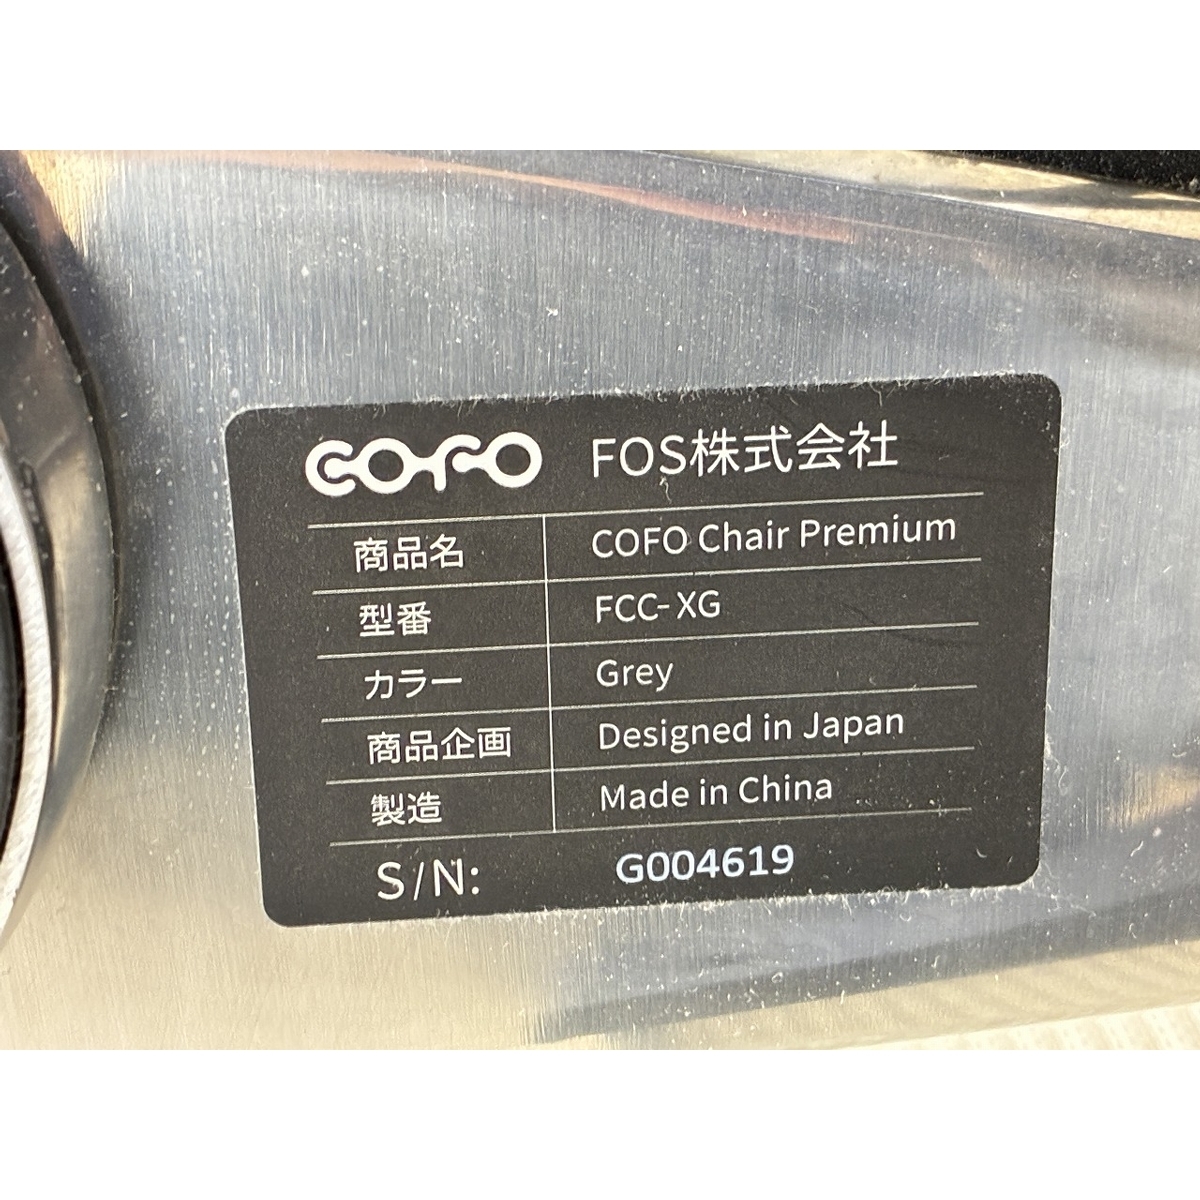 COFO FOS株式会社
商品名 COFO Chair Premium
型番 FCC-XG
カラー Grey
商品企画 Designed in Japan
製造 Made in China
S/N: G004619